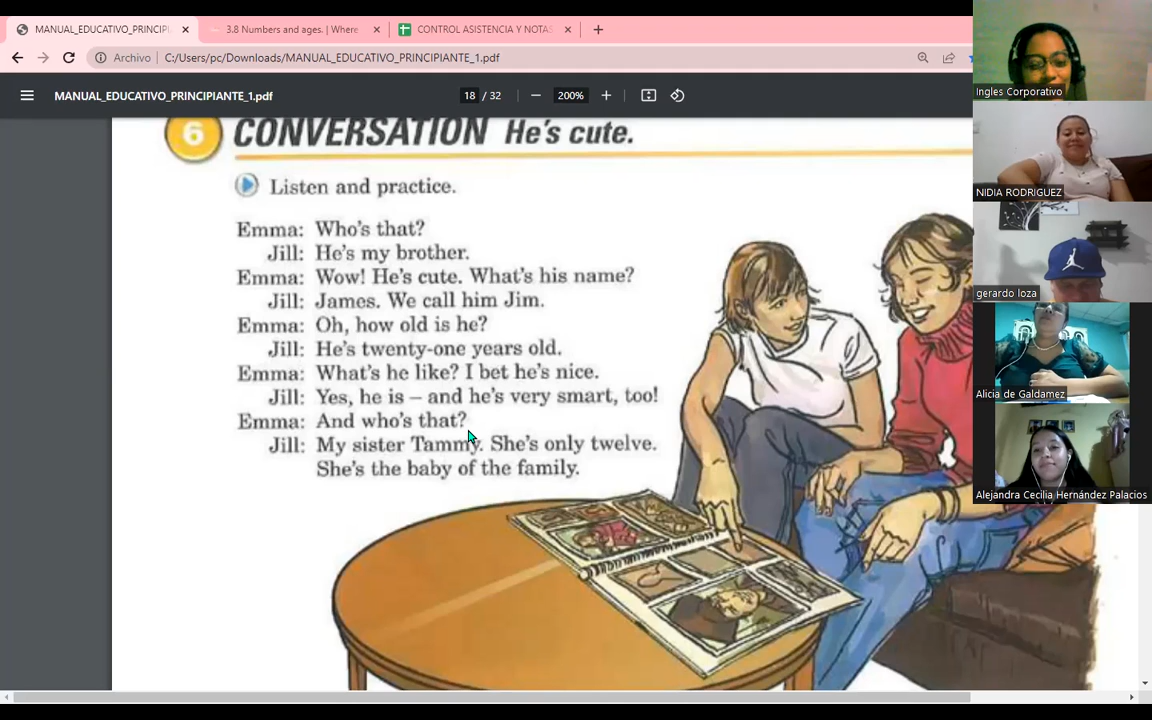 MANUAL_EDUCATIVO_PRINCIPI
3.8 Numbers and ages. | Where
CONTROL ASISTENCIA Y NOTAS
Archivo
C:/Users/pc/Downloads/MANUAL_EDUCATIVO_PRINCIPIANTE_1.pdf
MANUAL_EDUCATIVO_PRINCIPIANTE_1.pdf
18 / 32
200%
6 CONVERSATION He's cute.
Listen and practice.
Emma: Who's that?
Jill: He's my brother.
Emma: Wow! He's cute. What's his name?
Jill: James. We call him Jim.
Emma: Oh, how old is he?
Jill: He's twenty-one years old.
Emma: What's he like? I bet he's nice.
Jill: Yes, he is – and he's very smart, too!
Emma: And who's that?
Jill: My sister Tammy. She's only twelve.
She's the baby of the family.
Ingles Corporativo
NIDIA RODRIGUEZ
gerardo loza
Alicia de Galdamez
Alejandra Cecilia Hernández Palacios